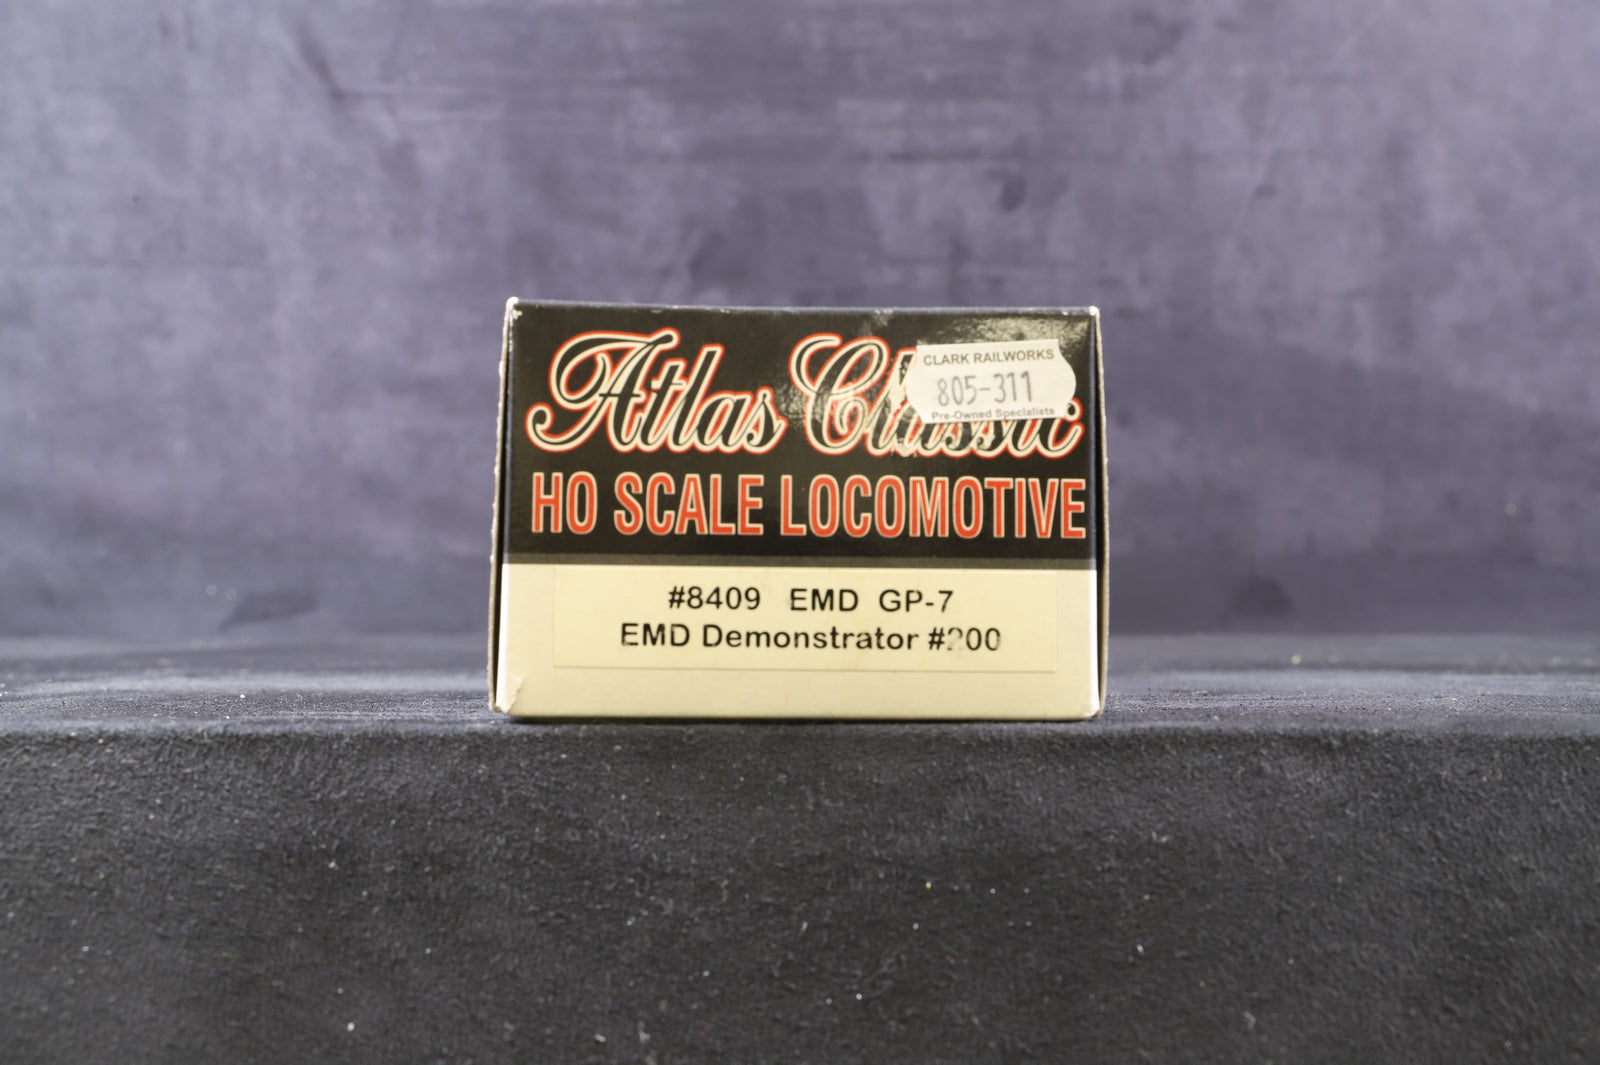 Atlas Classic
CLARK RAILWORKS
805-311
Pre-Owned Specialists
HO SCALE LOCOMOTIVE
#8409 EMD GP-7
EMD Demonstrator #200